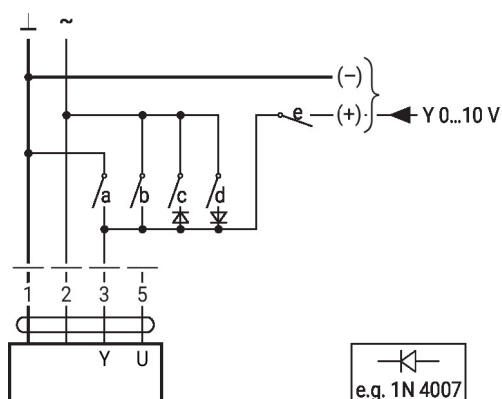 ⊥ ~
(−)
e (+) Y 0...10 V
a b c d
1 2 3 5
Y U
e.g. 1N 4007